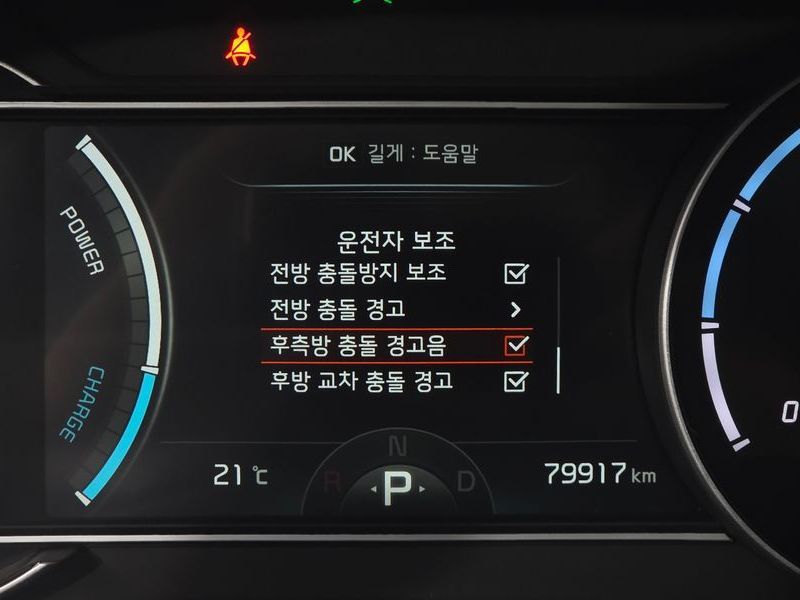 OK 길게 : 도움말
운전자 보조
전방 충돌방지 보조
전방 충돌 경고
후측방 충돌 경고음
후방 교차 충돌 경고
POWER
CHARGE
N
21 ℃
R
P
D
79917 km
0